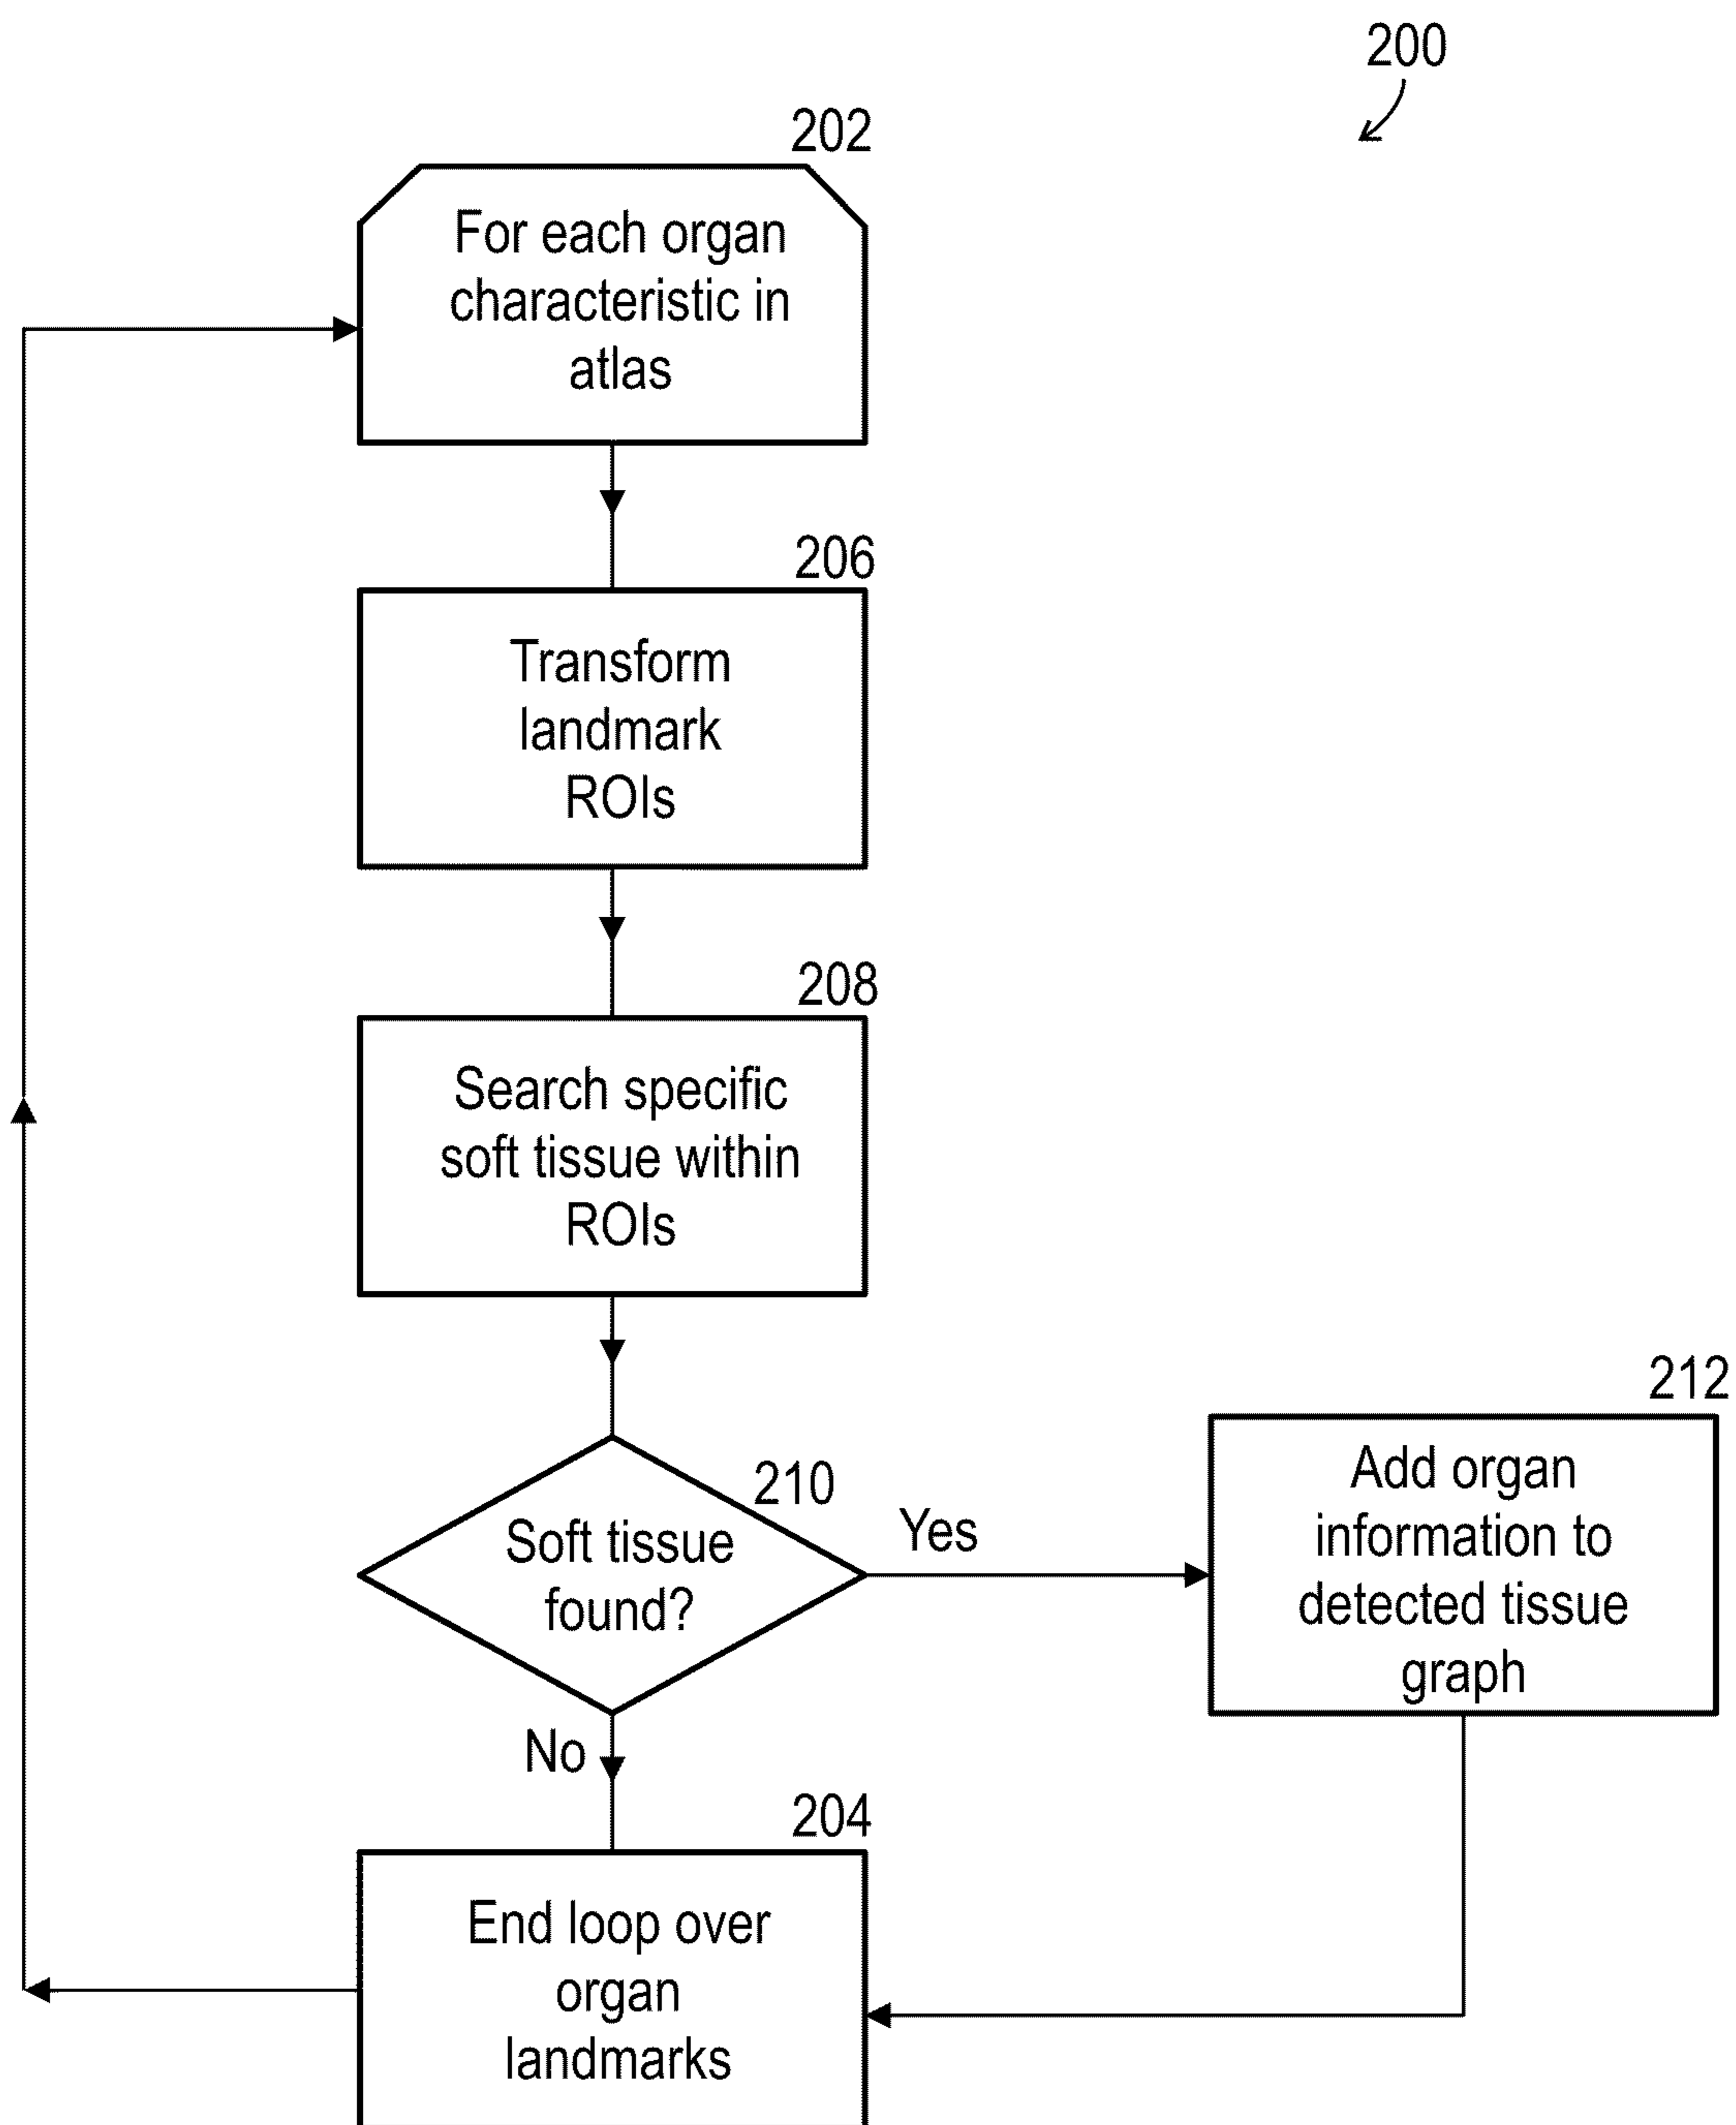 200
202
For each organ
characteristic in
atlas
206
Transform
landmark
ROIs
208
Search specific
soft tissue within
ROIs
210
Soft tissue
found?
Yes
No
212
Add organ
information to
detected tissue
graph
204
End loop over
organ
landmarks